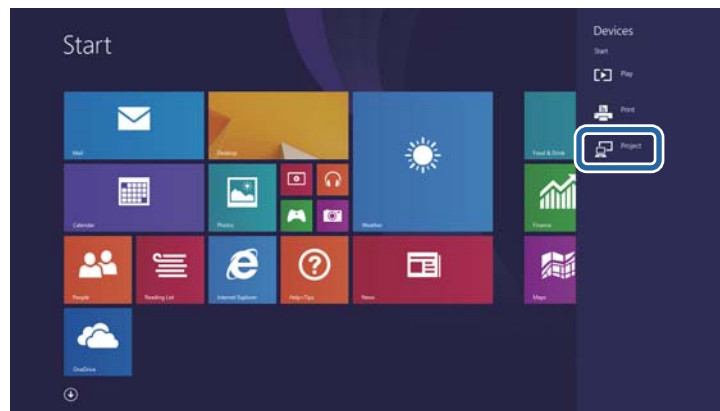 Start
Devices
Start
Play
Print
Project
Mail
Desktop
Food & Drink
Calendar
Photos
Weather
Finance
People
Reading List
Internet Explorer
Help+Tips
News
Maps
OneDrive